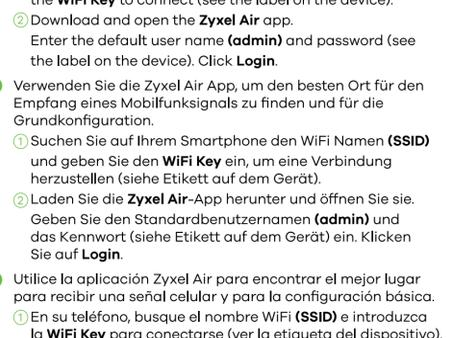 the WiFi Key to connect (see the label on the device).
② Download and open the Zyxel Air app.
Enter the default user name (admin) and password (see
the label on the device). Click Login.
Verwenden Sie die Zyxel Air App, um den besten Ort für den
Empfang eines Mobilfunksignals zu finden und für die
Grundkonfiguration.
① Suchen Sie auf Ihrem Smartphone den WiFi Namen (SSID)
und geben Sie den WiFi Key ein, um eine Verbindung
herzustellen (siehe Etikett auf dem Gerät).
② Laden Sie die Zyxel Air-App herunter und öffnen Sie sie.
Geben Sie den Standardbenutzernamen (admin) und
das Kennwort (siehe Etikett auf dem Gerät) ein. Klicken
Sie auf Login.
Utilice la aplicación Zyxel Air para encontrar el mejor lugar
para recibir una señal celular y para la configuración básica.
① En su teléfono, busque el nombre WiFi (SSID) e introduzca
la WiFi Key para conectarse (ver la etiqueta del dispositivo).